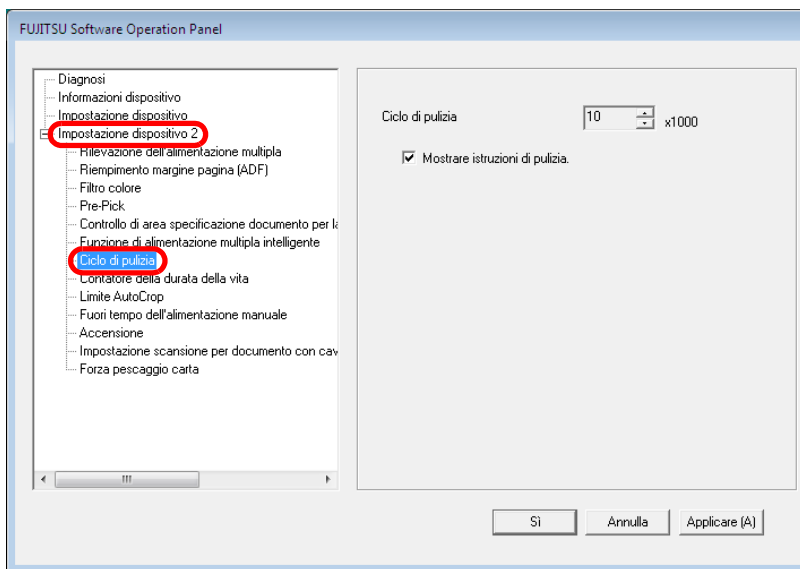 FUJITSU Software Operation Panel
Diagnosi
Informazioni dispositivo
Impostazione dispositivo
Impostazione dispositivo 2
Rilevazione dell'alimentazione multipla
Riempimento margine pagina (ADF)
Filtro colore
Pre-Pick
Controllo di area specificazione documento per la
Funzione di alimentazione multipla intelligente
Ciclo di pulizia
Contatore della durata della vita
Limite AutoCrop
Fuori tempo dell'alimentazione manuale
Accensione
Impostazione scansione per documento con cav
Forza pescaggio carta
Ciclo di pulizia 10 x1000
Mostrare istruzioni di pulizia.
Sì Annulla Applicare (A)